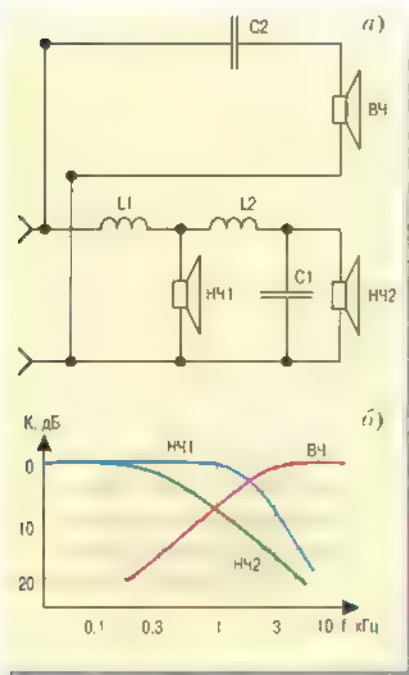 C2
а)
ВЧ
L1
L2
C1
НЧ1
НЧ2
K, дБ
б)
НЧ1
ВЧ
0
10
НЧ2
20
0,1 0,3 1 3 10 f кГц